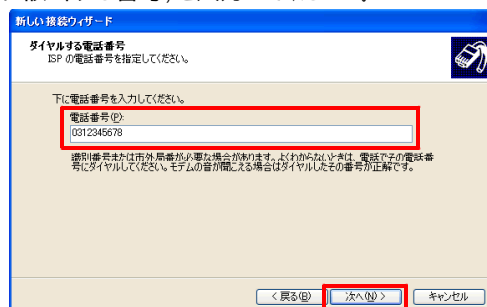 新しい接続ウィザード
ダイヤルする電話番号
ISP の電話番号を指定してください。
下に電話番号を入力してください。
電話番号(P):
0312345678
識別番号または市外局番が必要な場合があります。よくわからないときは、電話でその電話番
号にダイヤルしてください。モデムの音が聞こえる場合はダイヤルしたその番号が正解です。
< 戻る(B)
次へ(N) >
キャンセル